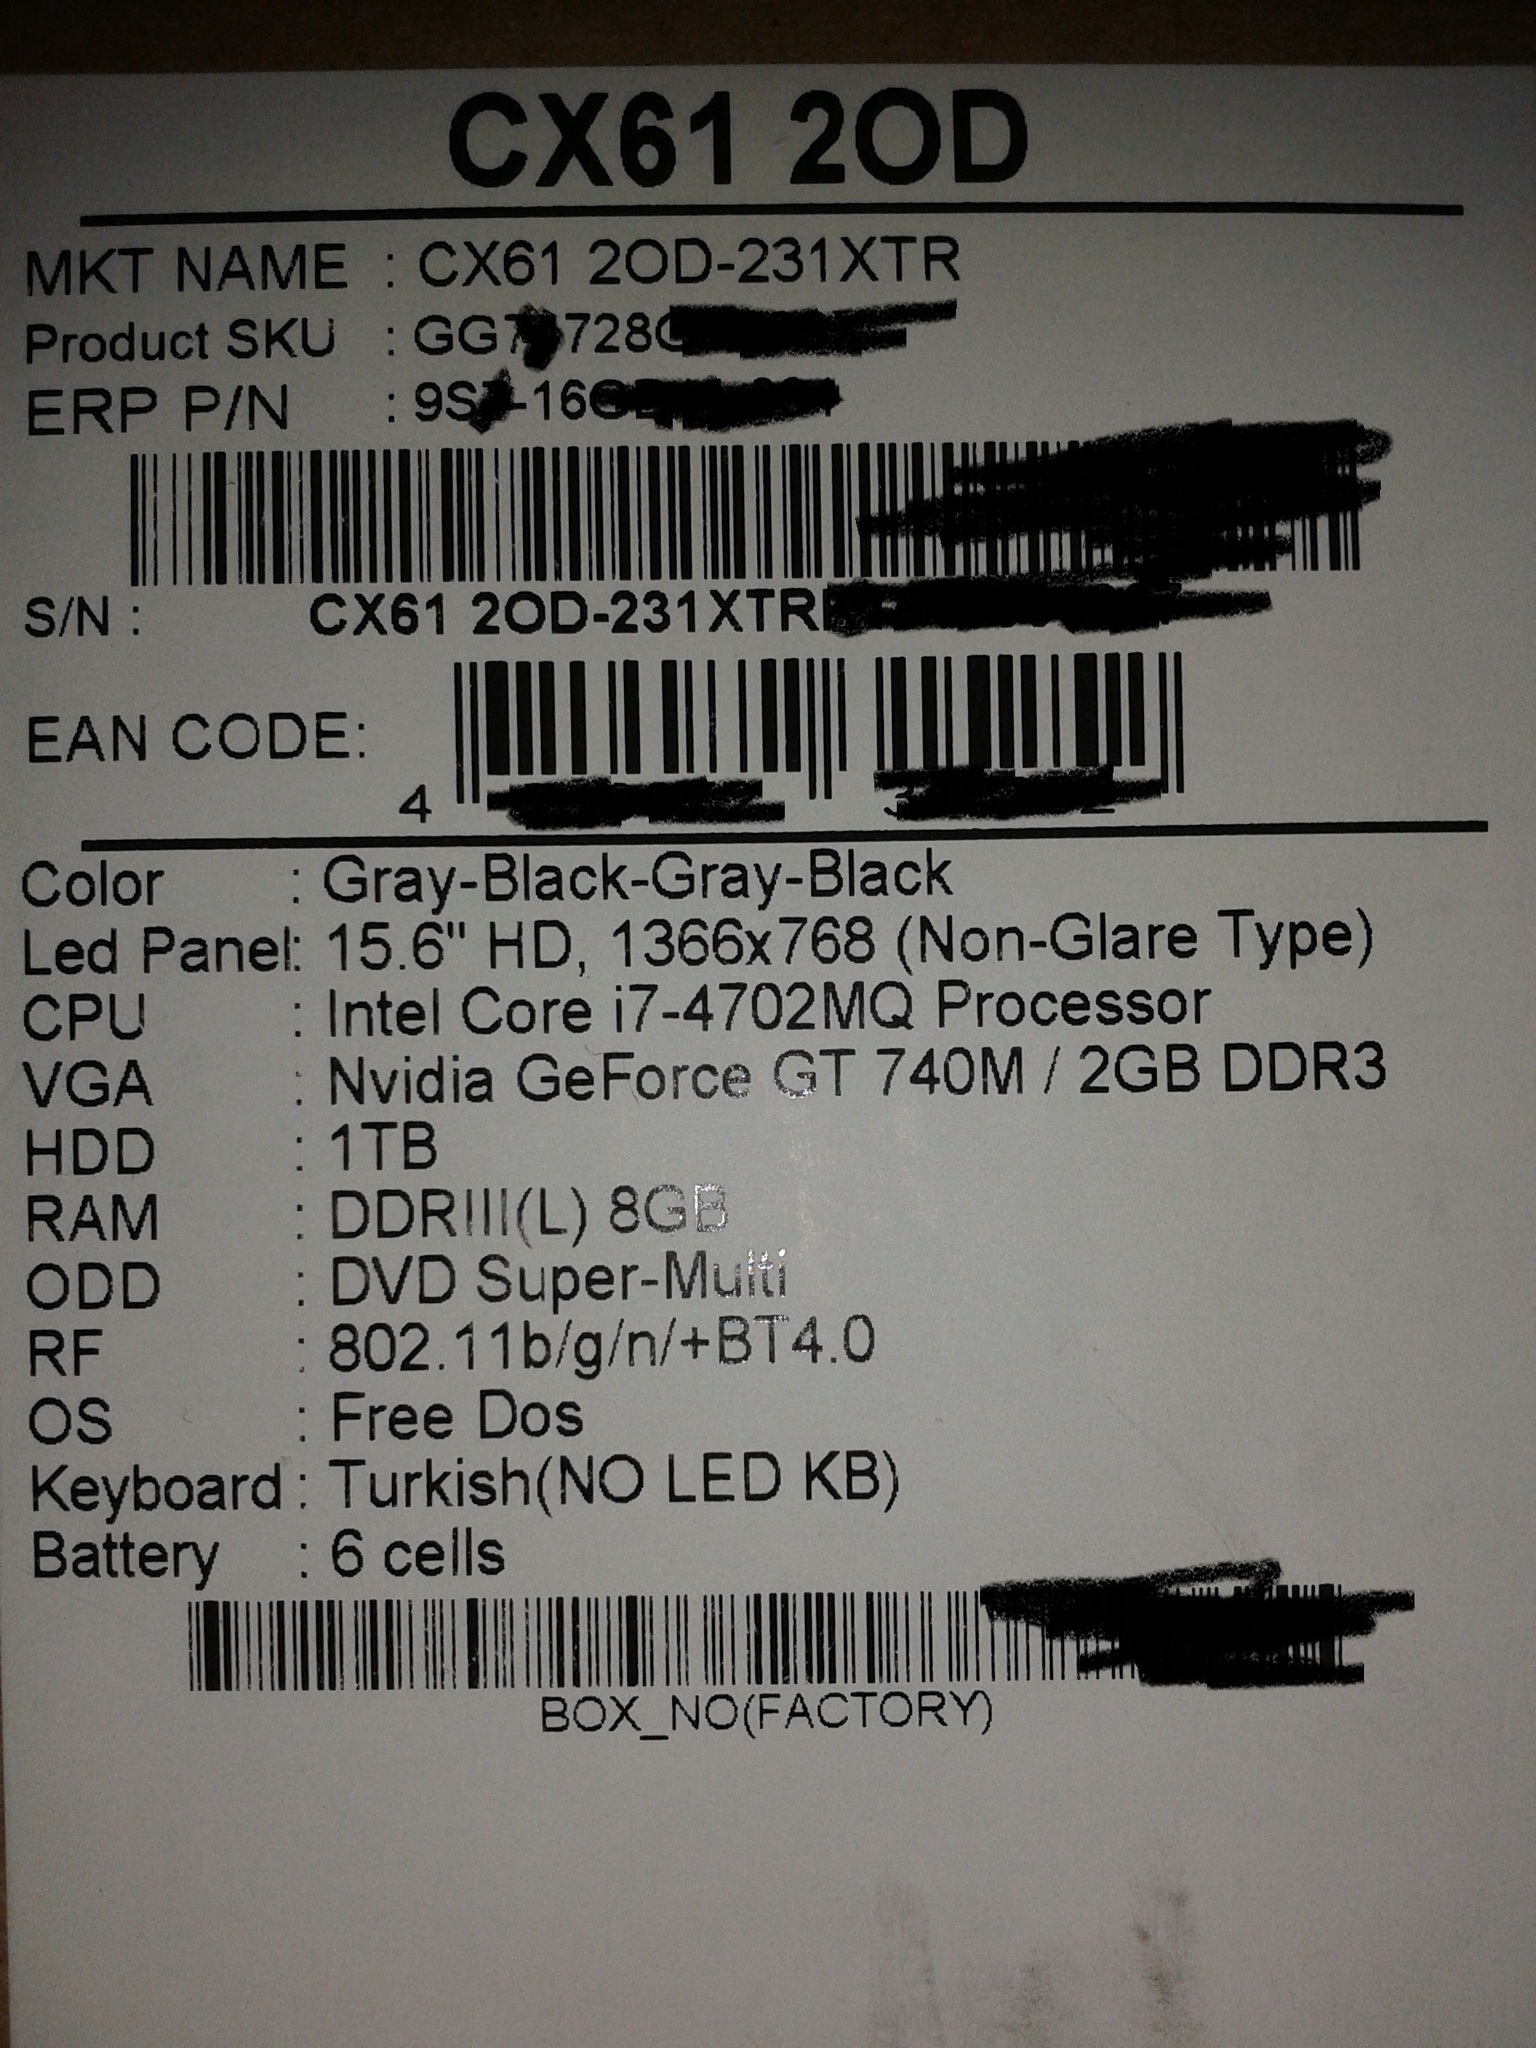 CX61 2OD
MKT NAME : CX61 2OD-231XTR
Product SKU :
ERP P/N :
S/N : CX61 2OD-231XTR
EAN CODE:
4
Color : Gray-Black-Gray-Black
Led Panel: 15.6" HD, 1366x768 (Non-Glare Type)
CPU : Intel Core i7-4702MQ Processor
VGA : Nvidia GeForce GT 740M / 2GB DDR3
HDD : 1TB
RAM : DDRIII(L) 8GB
ODD : DVD Super-Multi
RF : 802.11b/g/n/+BT4.0
OS : Free Dos
Keyboard : Turkish(NO LED KB)
Battery : 6 cells
BOX_NO(FACTORY)